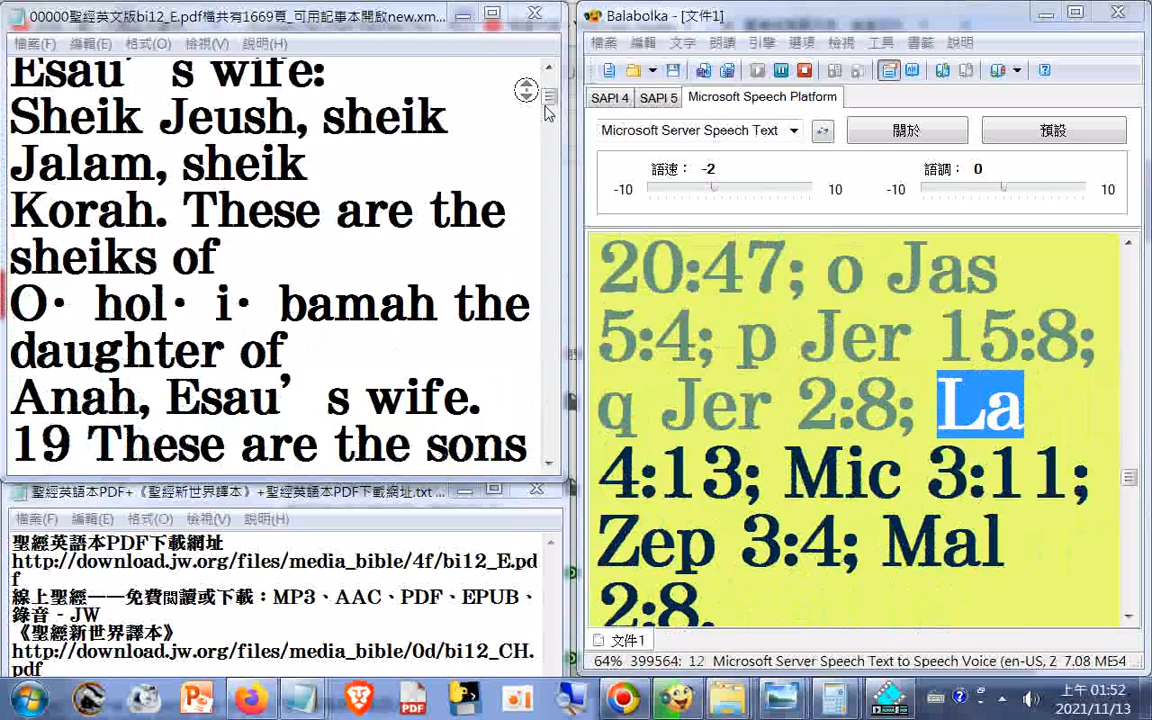 00000聖經英文版bi12_E.pdf檔共有1669頁_可用記事本開啟new.xm...
檔案(F) 編輯(E) 格式(O) 檢視(V) 說明(H)
Esau’s wife:
Sheik Jeush, sheik
Jalam, sheik
Korah. These are the
sheiks of
O·hol·i·bamah the
daughter of
Anah, Esau’s wife.
19 These are the sons
聖經英語本PDF+《聖經新世界譯本》+聖經英語本PDF下載網址.txt ...
檔案(F) 編輯(E) 格式(O) 檢視(V) 說明(H)
聖經英語本PDF下載網址
http://download.jw.org/files/media_bible/4f/bi12_E.pd
f
線上聖經——免費閱讀或下載：MP3、AAC、PDF、EPUB、
錄音 - JW
《聖經新世界譯本》
http://download.jw.org/files/media_bible/0d/bi12_CH.
pdf
Balabolka - [文件1]
檔案 編輯 文字 朗讀 引擎 選項 檢視 工具 書籤 說明
SAPI 4 SAPI 5 Microsoft Speech Platform
Microsoft Server Speech Text 關於 預設
語速： -2 語調： 0
-10 10 -10 10
20:47; o Jas
5:4; p Jer 15:8;
q Jer 2:8; La
4:13; Mic 3:11;
Zep 3:4; Mal
2:8.
文件1
64% 399564: 12 Microsoft Server Speech Text to Speech Voice (en-US, Z 7.08 ME54
上午 01:52
2021/11/13